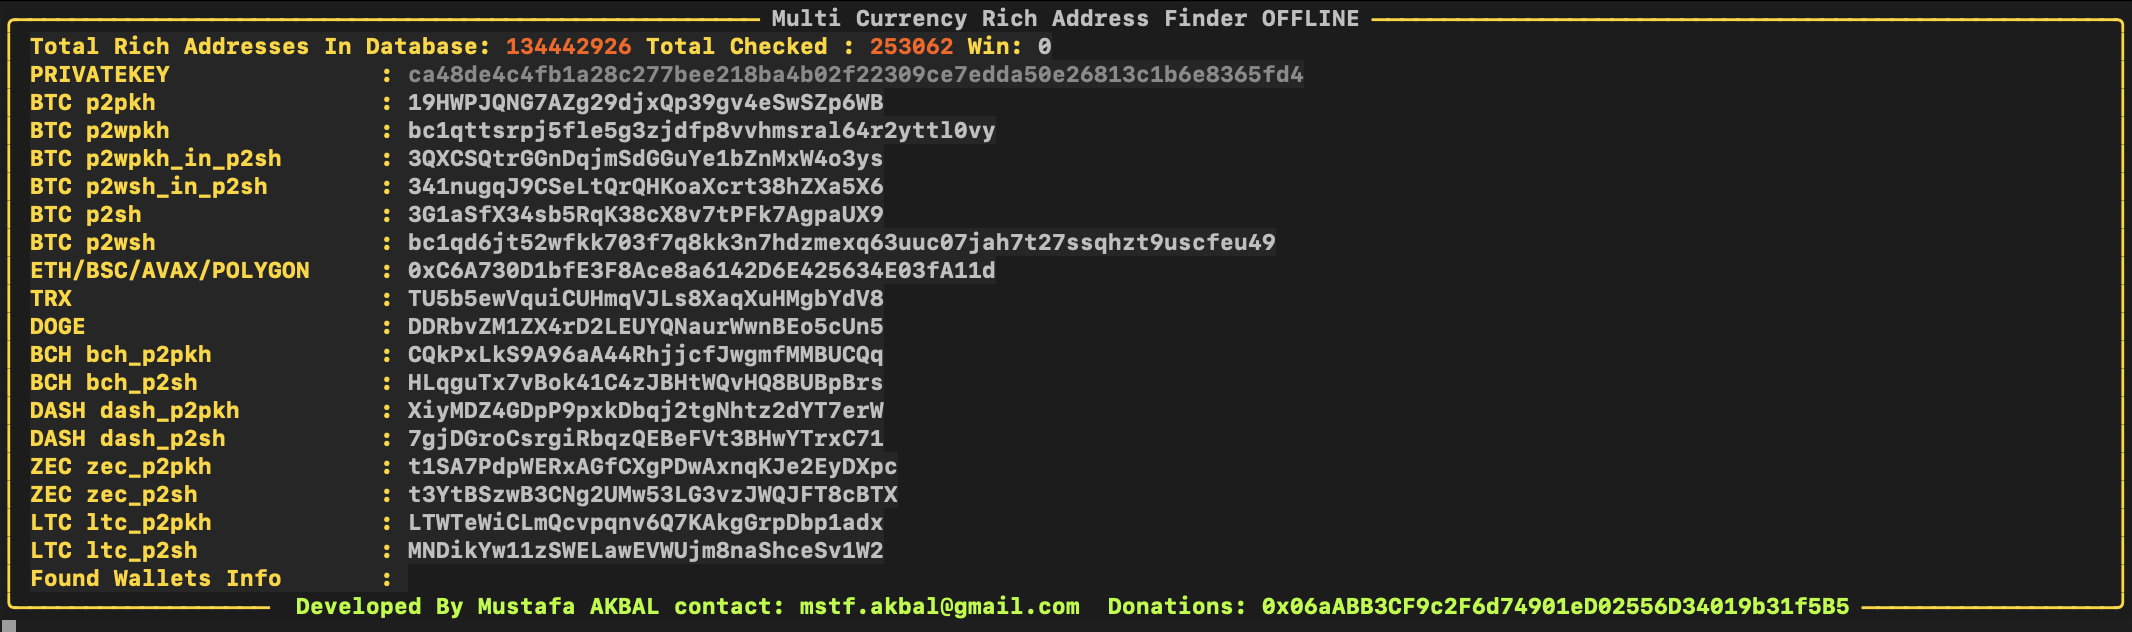 Multi Currency Rich Address Finder OFFLINE
Total Rich Addresses In Database: 134442926 Total Checked : 253062 Win: 0
PRIVATEKEY : ca48de4c4fb1a28c277bee218ba4b02f22309ce7edda50e26813c1b6e8365fd4
BTC p2pkh : 19HWPJQNG7AZg29djxQp39gv4eSwSZp6WB
BTC p2wpkh : bc1qttsrpj5fle5g3zjdfp8vvhmsral64r2yttl0vy
BTC p2wpkh_in_p2sh : 3QXCSQtrGGnDqjmSdGGuYe1bZnMxW4o3ys
BTC p2wsh_in_p2sh : 341nugqJ9CSeLtQrQHKoaXcrt38hZXa5X6
BTC p2sh : 3G1aSfX34sb5RqK38cX8v7tPFk7AgpaUX9
BTC p2wsh : bc1qd6jt52wfkk703f7q8kk3n7hdzmexq63uuc07jah7t27ssqhzt9uscfeu49
ETH/BSC/AVAX/POLYGON : 0xC6A730D1bfE3F8Ace8a6142D6E425634E03fA11d
TRX : TU5b5ewVquiCUHmqVJLs8XaqXuHMgbYdV8
DOGE : DDRbvZM1ZX4rD2LEUYQNaurWwnBEo5cUn5
BCH bch_p2pkh : CQkPxLkS9A96aA44RhjjcfJwgmfMMBUCQq
BCH bch_p2sh : HLqguTx7vBok41C4zJBHtWQvHQ8BUBpBrs
DASH dash_p2pkh : XiyMDZ4GDpP9pxkDbqj2tgNhtz2dYT7erW
DASH dash_p2sh : 7gjDGroCsrgiRbqzQEBeFVt3BHwYTrxC71
ZEC zec_p2pkh : t1SA7PdpWERxAGfCXgPDwAxnqKJe2EyDXpc
ZEC zec_p2sh : t3YtBSzwB3CNg2UMw53LG3vzJWQJFT8cBTX
LTC ltc_p2pkh : LTWTeWiCLmQcvpqnv6Q7KAkgGrpDbp1adx
LTC ltc_p2sh : MNDikYw11zSWELawEVWUjm8naShceSv1W2
Found Wallets Info :
Developed By Mustafa AKBAL contact: mstf.akbal@gmail.com Donations: 0x06aABB3CF9c2F6d74901eD02556D34019b31f5B5